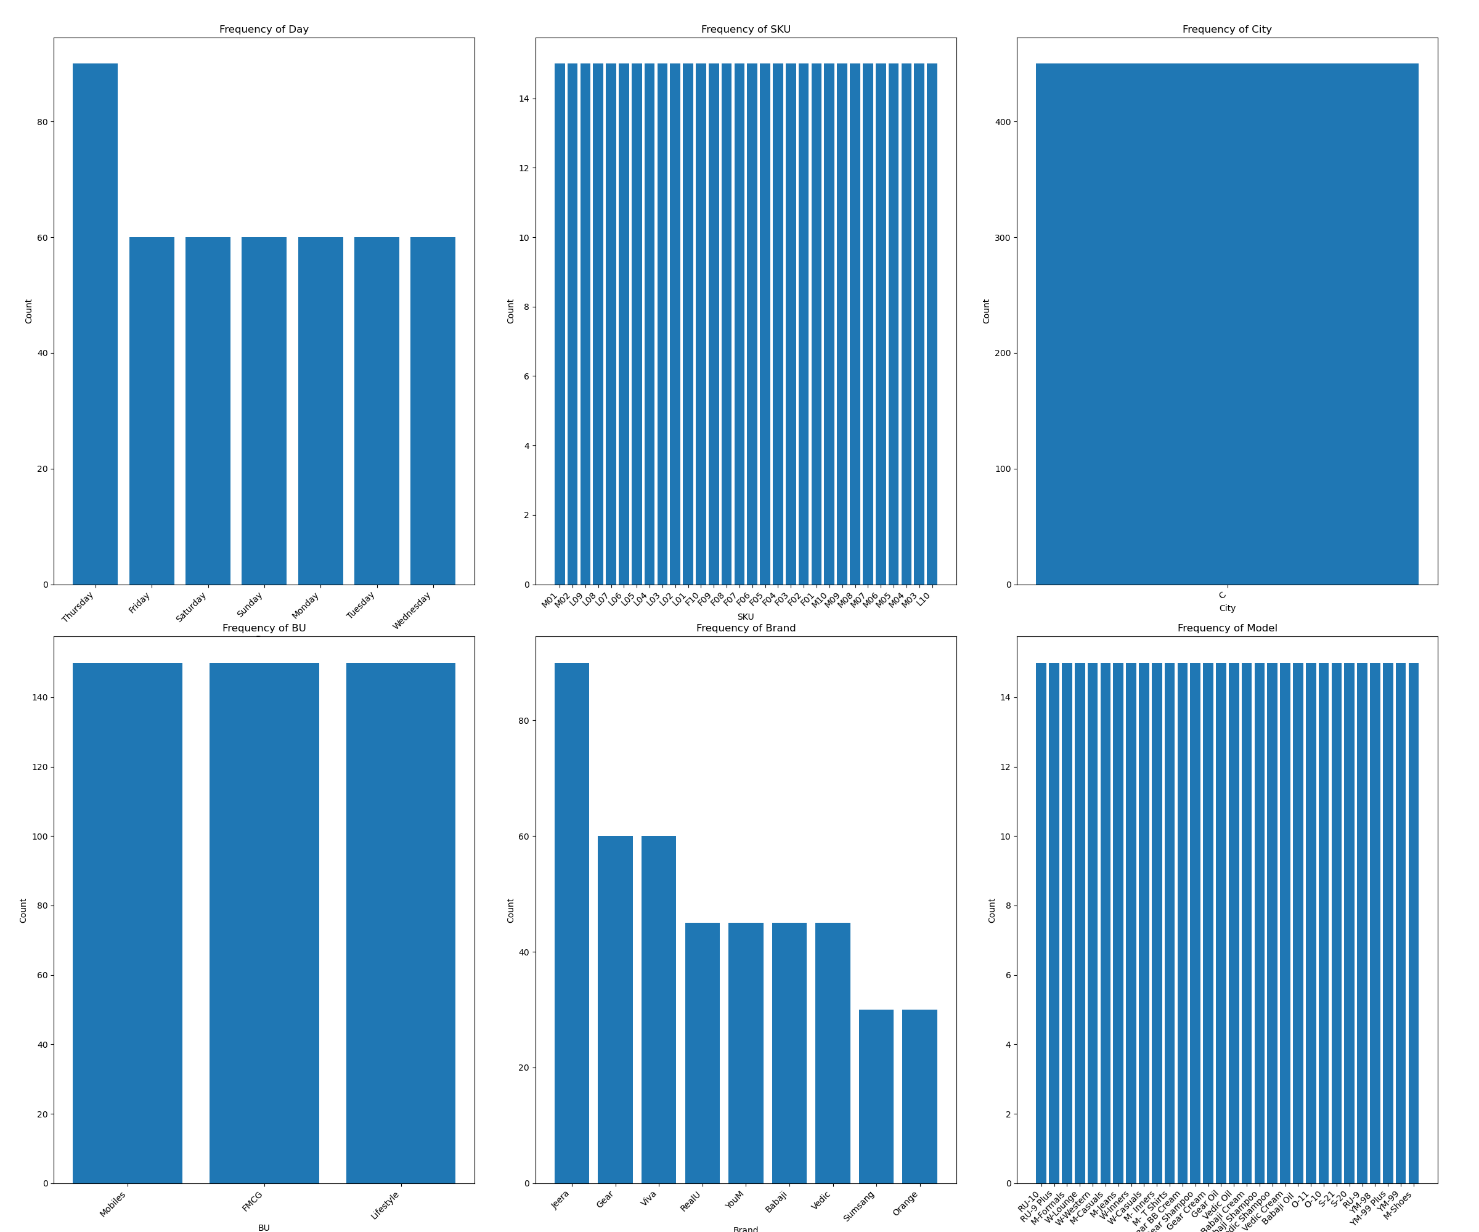 Frequency of Day
Count
80
60
40
20
0
Thursday
Friday
Saturday
Sunday
Monday
Tuesday
Wednesday
Frequency of SKU
Count
14
12
10
8
6
4
2
0
M01
M02
L09
L08
L07
L06
L05
L04
L03
L02
L01
F10
F09
F08
F07
F06
F05
F04
F03
F02
F01
M10
M09
M08
M07
M06
M05
M04
M03
L10
SKU
Frequency of City
Count
400
300
200
100
0
C
City
Frequency of BU
Count
140
120
100
80
60
40
20
0
Mobiles
FMCG
Lifestyle
BU
Frequency of Brand
Count
80
60
40
20
0
Jeera
Gear
Viva
RealU
YouM
Babaji
Vedic
Sumsang
Orange
Brand
Frequency of Model
Count
14
12
10
8
6
4
2
0
RU-10
RU-9 Plus
M-Formals
W-Lounge
W-Western
M-Casuals
M-Jeans
W-Inners
W-Casuals
M- Inners
M- T Shirts
BB Cream
Shampoo
Gear Cream
Gear Oil
Vedic Oil
Babaji Cream
Shampoo
Shampoo
Vedic Cream
Babaji Oil
O-11
O-10
S-21
S-20
RU-9
YM-98
YM-99 Plus
YM-99
M-Shoes